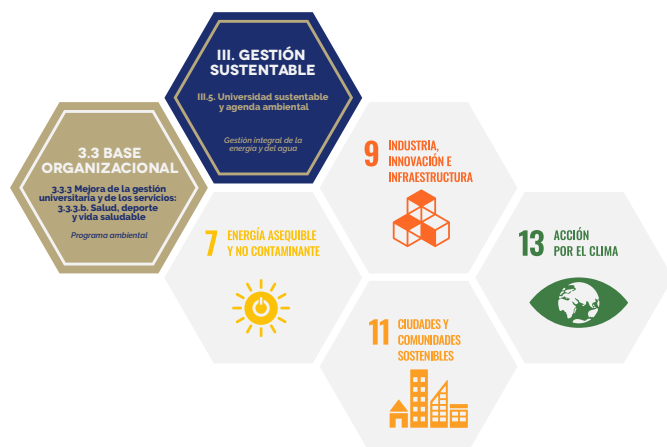 III. GESTIÓN
SUSTENTABLE
III.5. Universidad sustentable
y agenda ambiental
Gestión integral de la
energía y del agua
3.3 BASE
ORGANIZACIONAL
3.3.3 Mejora de la gestión
universitaria y de los servicios:
3.3.3.b. Salud, deporte
y vida saludable
Programa ambiental
9 INDUSTRIA,
INNOVACIÓN E
INFRAESTRUCTURA
7 ENERGÍA ASEQUIBLE
Y NO CONTAMINANTE
13 ACCIÓN
POR EL CLIMA
11 CIUDADES Y
COMUNIDADES
SOSTENIBLES